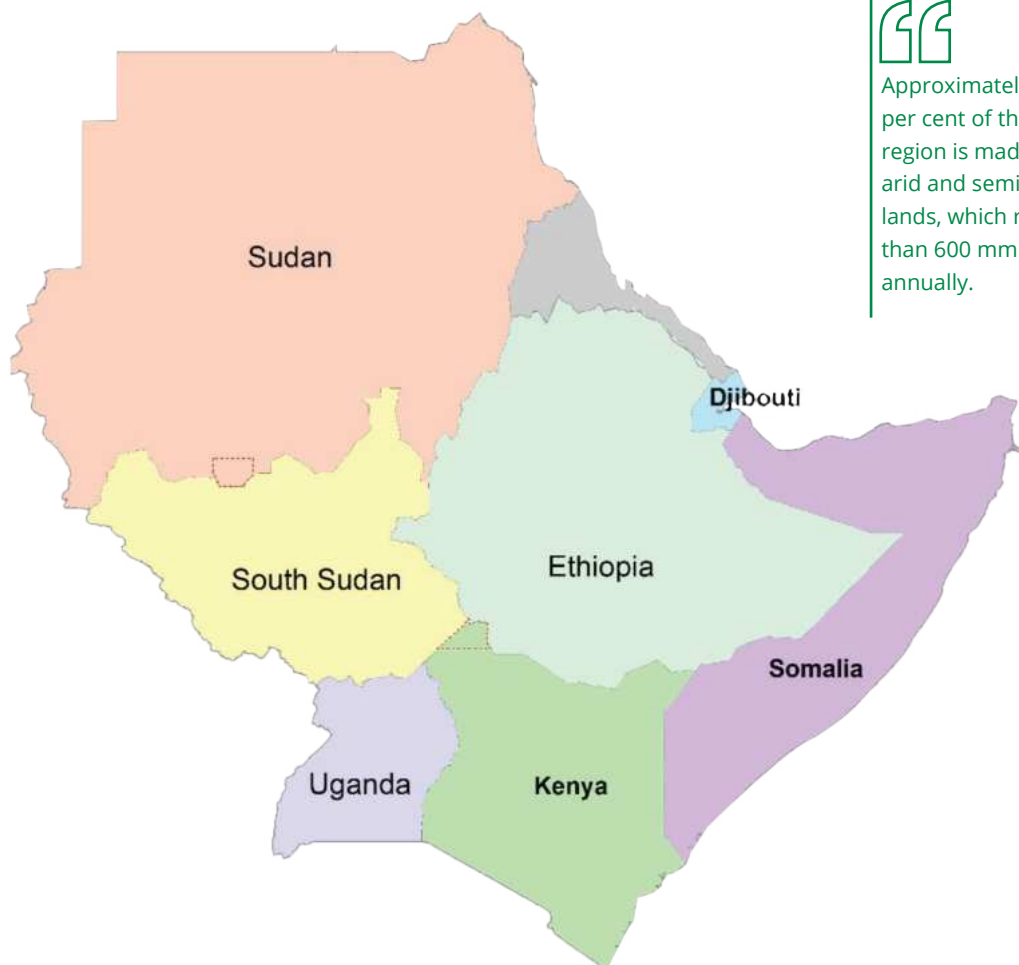 Approximatel
per cent of th
region is mad
arid and semi
lands, which r
than 600 mm
annually.
Sudan
Djibouti
Ethiopia
South Sudan
Somalia
Uganda
Kenya